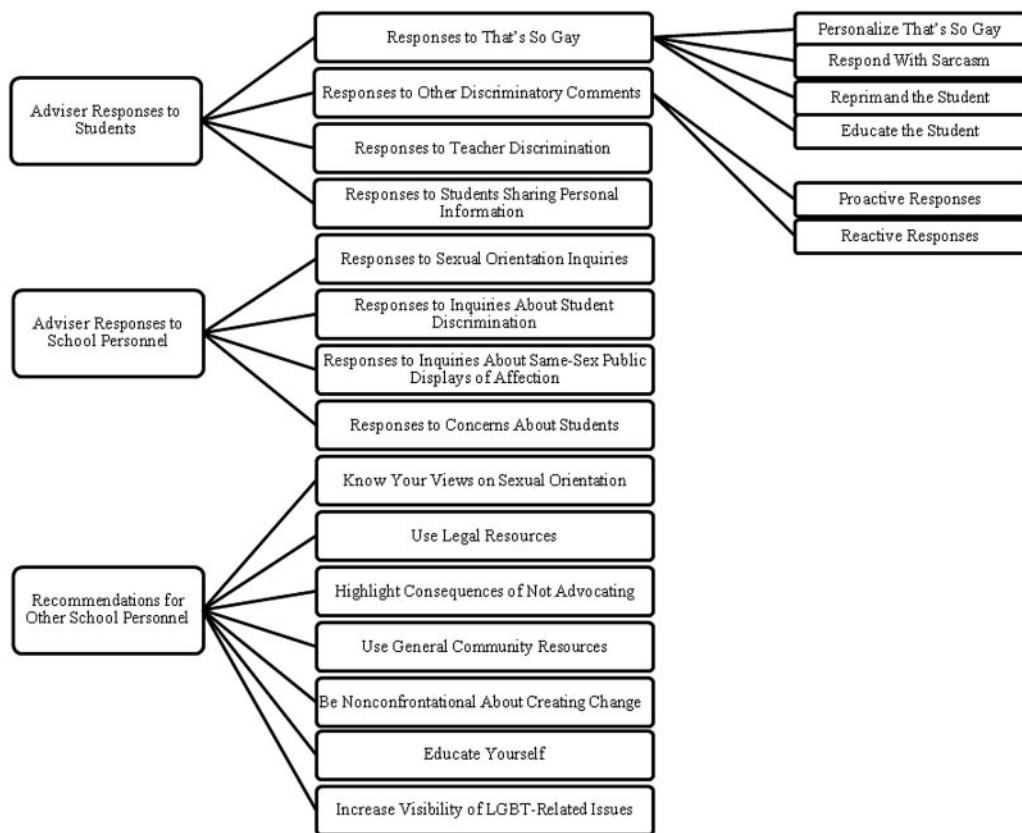 Adviser Responses to
Students
Responses to That's So Gay
Personalize That's So Gay
Respond With Sarcasm
Reprimand the Student
Educate the Student
Responses to Other Discriminatory Comments
Proactive Responses
Reactive Responses
Responses to Teacher Discrimination
Responses to Students Sharing Personal
Information
Adviser Responses to
School Personnel
Responses to Sexual Orientation Inquiries
Responses to Inquiries About Student
Discrimination
Responses to Inquiries About Same-Sex Public
Displays of Affection
Responses to Concerns About Students
Recommendations for
Other School Personnel
Know Your Views on Sexual Orientation
Use Legal Resources
Highlight Consequences of Not Advocating
Use General Community Resources
Be Nonconfrontational About Creating Change
Educate Yourself
Increase Visibility of LGBT-Related Issues